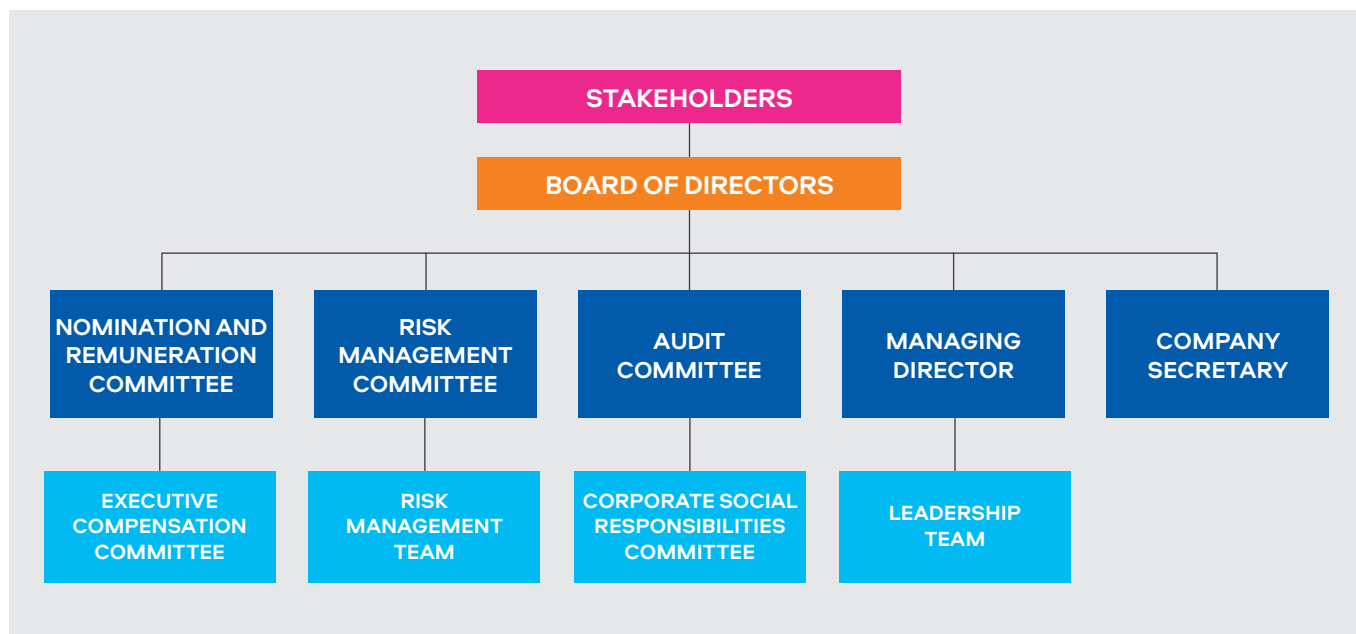 STAKEHOLDERS
BOARD OF DIRECTORS
NOMINATION AND
REMUNERATION
COMMITTEE
RISK
MANAGEMENT
COMMITTEE
AUDIT
COMMITTEE
MANAGING
DIRECTOR
COMPANY
SECRETARY
EXECUTIVE
COMPENSATION
COMMITTEE
RISK
MANAGEMENT
TEAM
CORPORATE SOCIAL
RESPONSIBILITIES
COMMITTEE
LEADERSHIP
TEAM